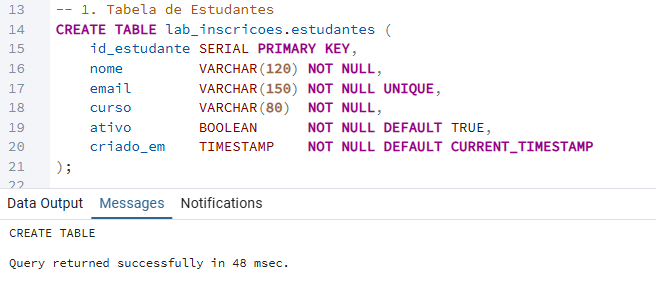 13 -- 1. Tabela de Estudantes
14 CREATE TABLE lab_inscricoes.estudantes (
15 id_estudante SERIAL PRIMARY KEY,
16 nome VARCHAR(120) NOT NULL,
17 email VARCHAR(150) NOT NULL UNIQUE,
18 curso VARCHAR(80) NOT NULL,
19 ativo BOOLEAN NOT NULL DEFAULT TRUE,
20 criado_em TIMESTAMP NOT NULL DEFAULT CURRENT_TIMESTAMP
21 );
22
Data Output Messages Notifications
CREATE TABLE
Query returned successfully in 48 msec.